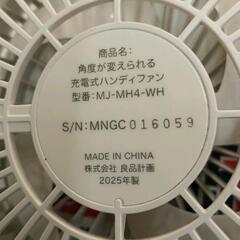 商品名:
角度が変えられる
充電式ハンディファン
型番: MJ-MH4-WH
S/N: MNGC 016059
MADE IN CHINA
株式会社 良品計画
2025年製